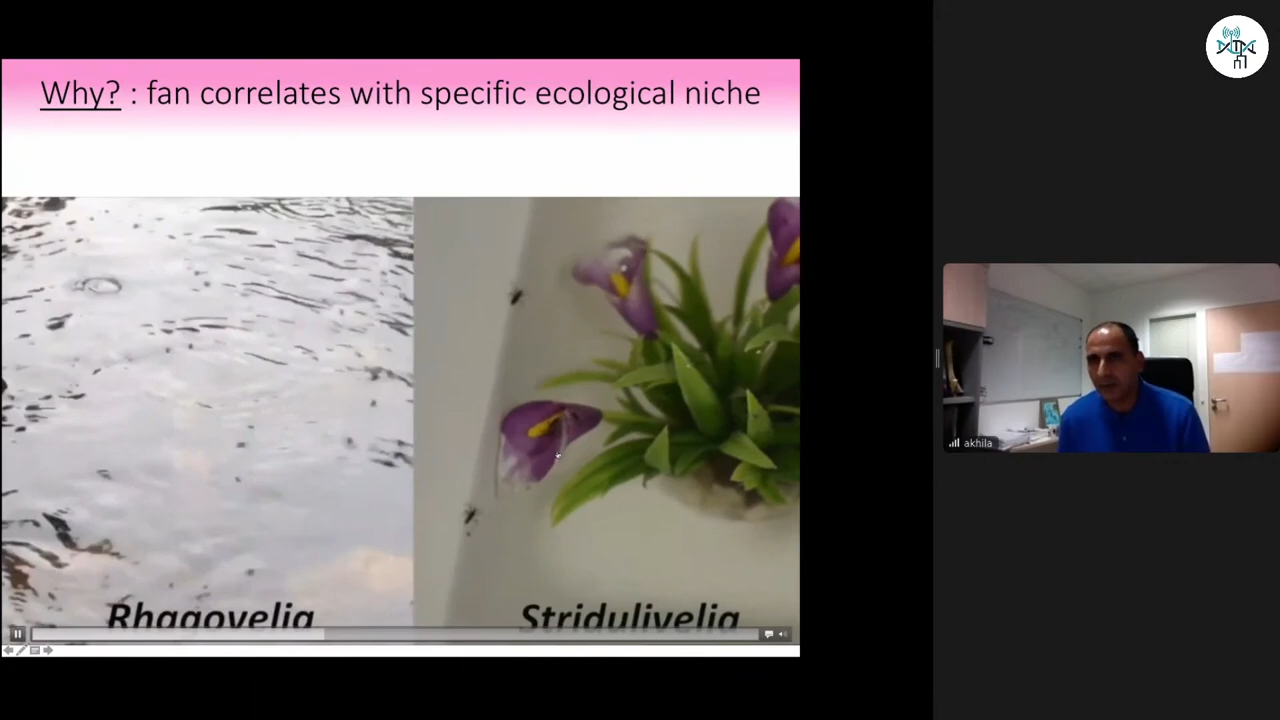 Why? : fan correlates with specific ecological niche
Rhagovelia
Stridulivelia
akhila